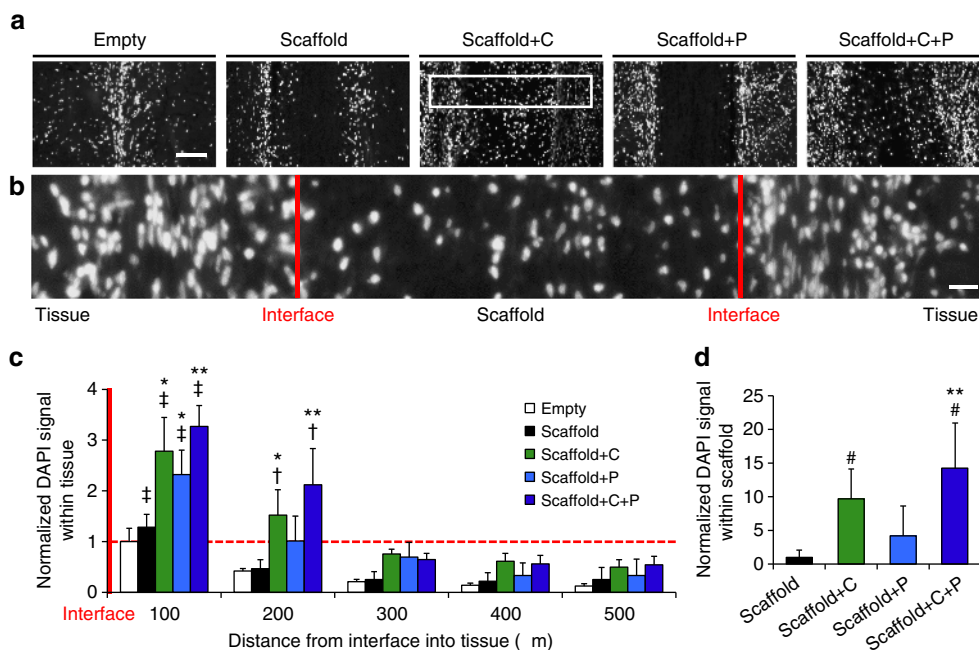 a
Empty Scaffold Scaffold+C Scaffold+P Scaffold+C+P
b
Tissue Interface Scaffold Interface Tissue
c
Normalized DAPI signal
within tissue
4
3
2
1
0
‡
*
‡
*
‡
**
‡
*
†
**
†
Empty
Scaffold
Scaffold+C
Scaffold+P
Scaffold+C+P
Interface 100 200 300 400 500
Distance from interface into tissue ( m)
d
Normalized DAPI signal
within scaffold
25
20
15
10
5
0
#
**
#
Scaffold
Scaffold+C
Scaffold+P
Scaffold+C+P